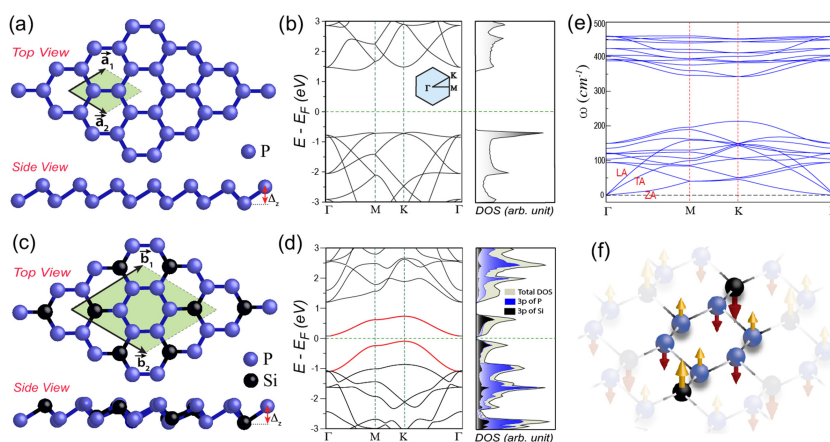 (a)
Top View
a₁
a₂
P
Side View
Δz
(b)
E - E_F (eV)
3
2
1
0
-1
-2
-3
Γ
M
K
Γ
K
Γ
M
DOS (arb. unit)
(e)
ω (cm⁻¹)
500
400
300
200
100
0
LA
TA
ZA
Γ
M
K
(c)
Top View
b₁
b₂
P
Si
Side View
Δz
(d)
E - E_F (eV)
3
2
1
0
-1
-2
-3
Γ
M
K
Γ
Total DOS
3p of P
3p of Si
DOS (arb. unit)
(f)